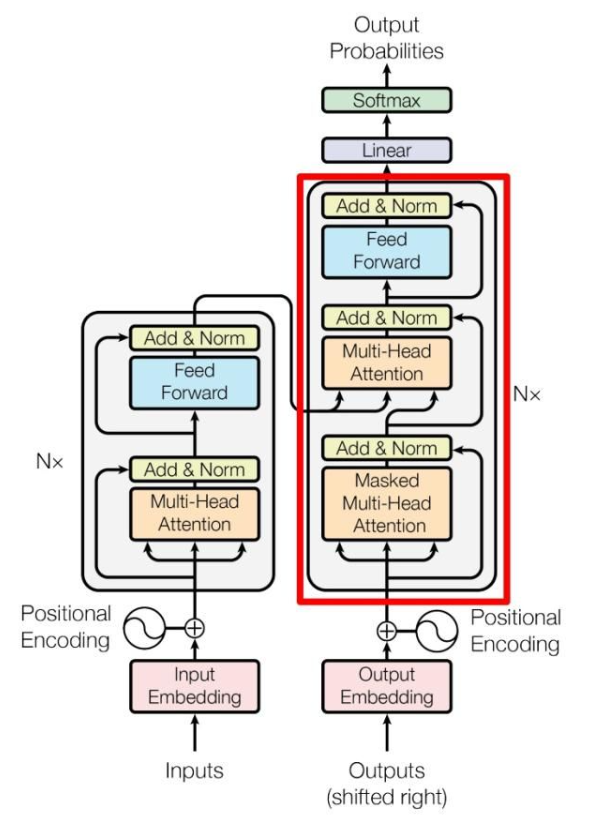 Output
Probabilities
Softmax
Linear
Add & Norm
Feed
Forward
Add & Norm
Multi-Head
Attention
Nx
Add & Norm
Masked
Multi-Head
Attention
Add & Norm
Feed
Forward
N×
Add & Norm
Multi-Head
Attention
Positional
Encoding
Positional
Encoding
Input
Embedding
Output
Embedding
Inputs
Outputs
(shifted right)